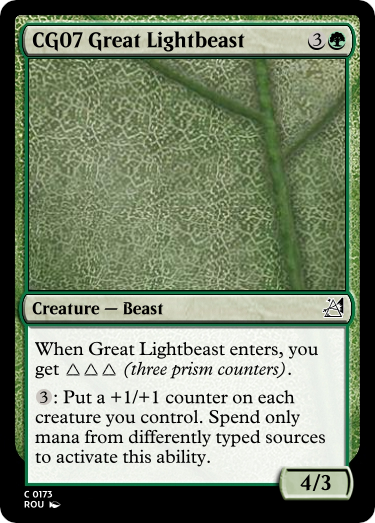 CG07 Great Lightbeast 3
Creature — Beast
When Great Lightbeast enters, you
get △△△ (three prism counters).
3: Put a +1/+1 counter on each
creature you control. Spend only
mana from differently typed sources
to activate this ability.
4/3
C 0173
ROU